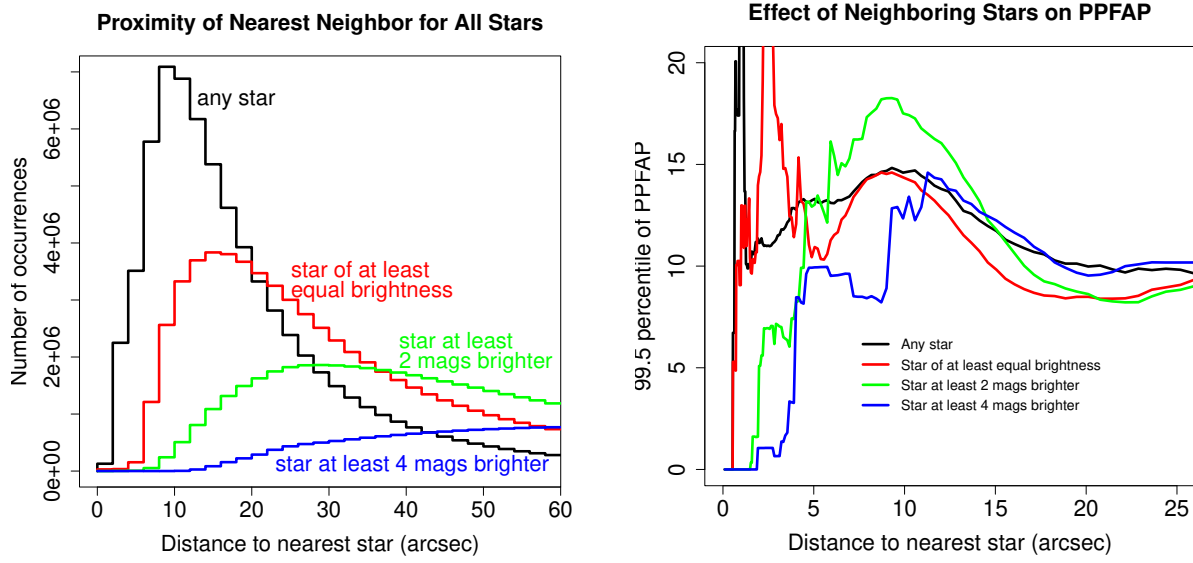 Proximity of Nearest Neighbor for All Stars
Number of occurrences
0e+00
2e+06
4e+06
6e+06
any star
star of at least
equal brightness
star at least
2 mags brighter
star at least 4 mags brighter
0 10 20 30 40 50 60
Distance to nearest star (arcsec)
Effect of Neighboring Stars on PPFAP
99.5 percentile of PPFAP
20
15
10
5
0
Any star
Star of at least equal brightness
Star at least 2 mags brighter
Star at least 4 mags brighter
0 5 10 15 20 25
Distance to nearest star (arcsec)